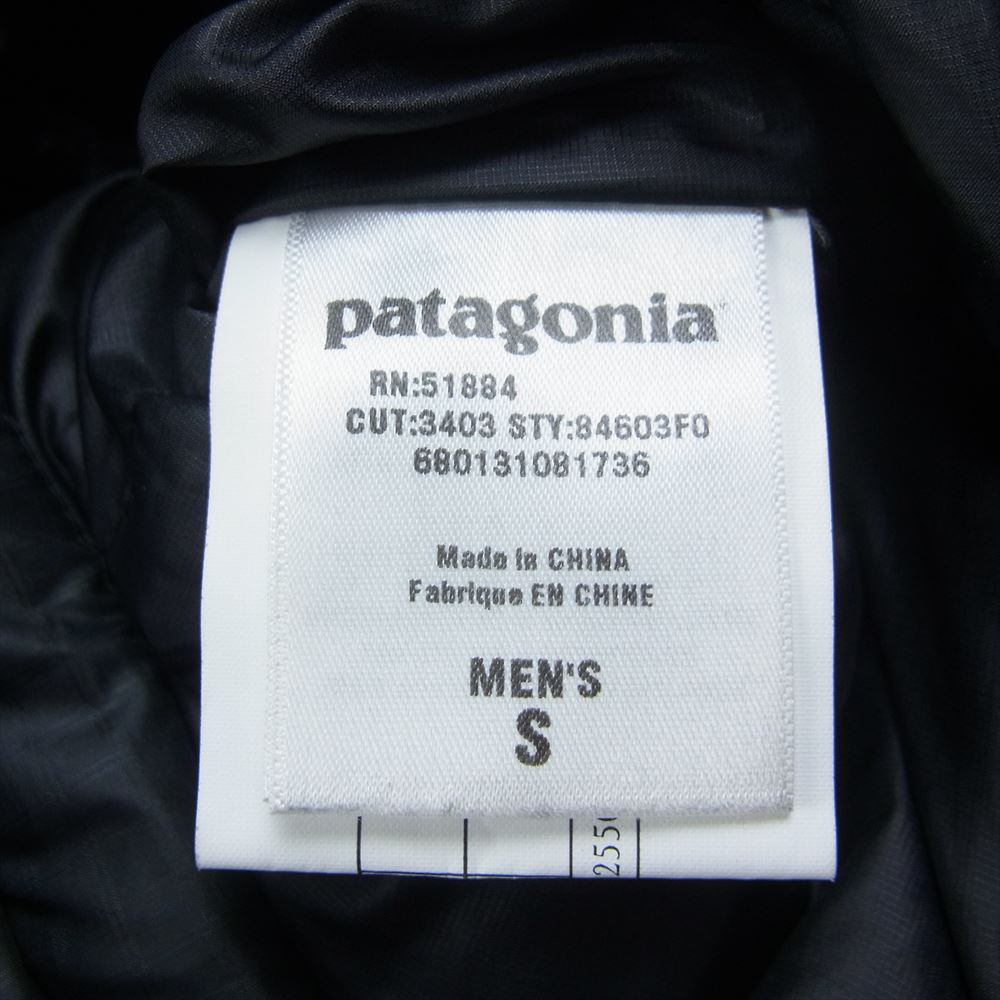 patagonia
RN:51884
CUT:3403 STY:84603F0
680131081736
Made in CHINA
Fabrique EN CHINE
MEN'S
S